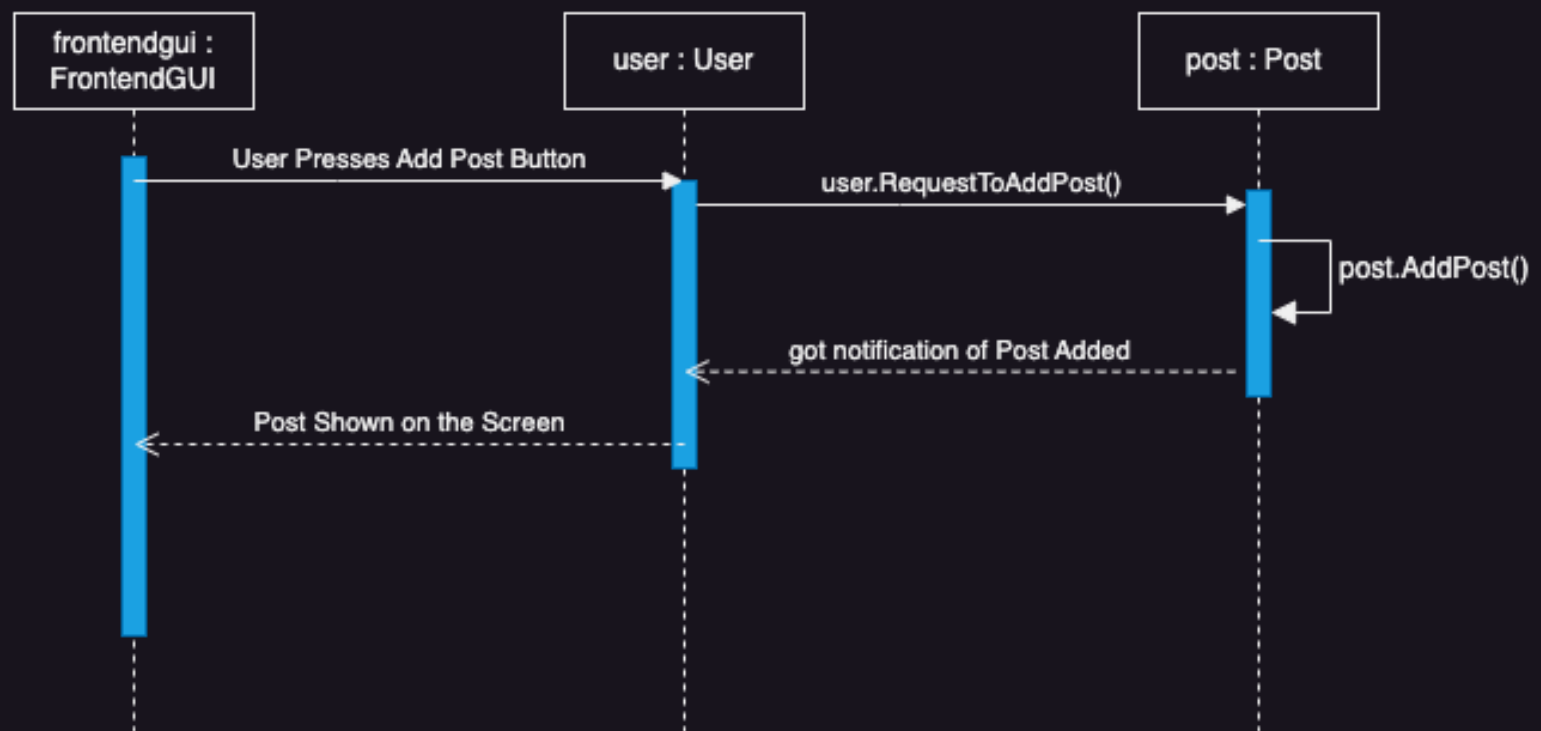 frontendgui :
FrontendGUI
user : User
post : Post
User Presses Add Post Button
user.RequestToAddPost()
post.AddPost()
got notification of Post Added
Post Shown on the Screen